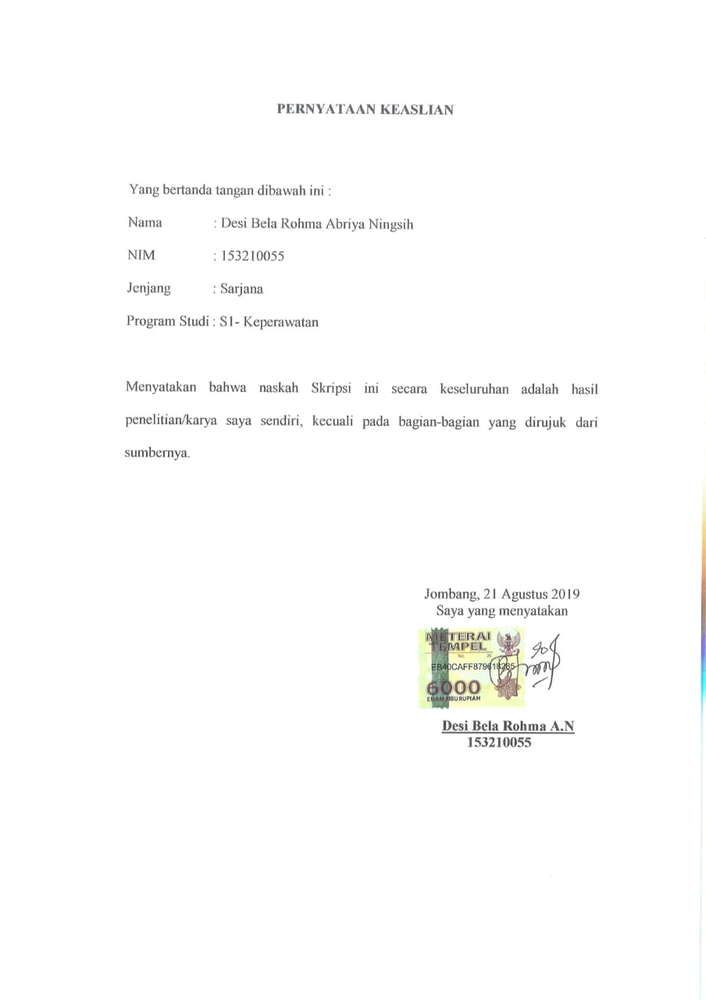 PERNYATAAN KEASLIAN
Yang bertanda tangan dibawah ini :
Nama : Desi Bela Rohma Abriya Ningsih
NIM : 153210055
Jenjang : Sarjana
Program Studi : S1- Keperawatan
Menyatakan bahwa naskah Skripsi ini secara keseluruhan adalah hasil
penelitian/karya saya sendiri, kecuali pada bagian-bagian yang dirujuk dari
sumbernya.
Jombang, 21 Agustus 2019
Saya yang menyatakan
METERAI
TEMPEL
EB40CAFF879618285
6000
ENAM RIBU RUPIAH
Desi Bela Rohma A.N
153210055